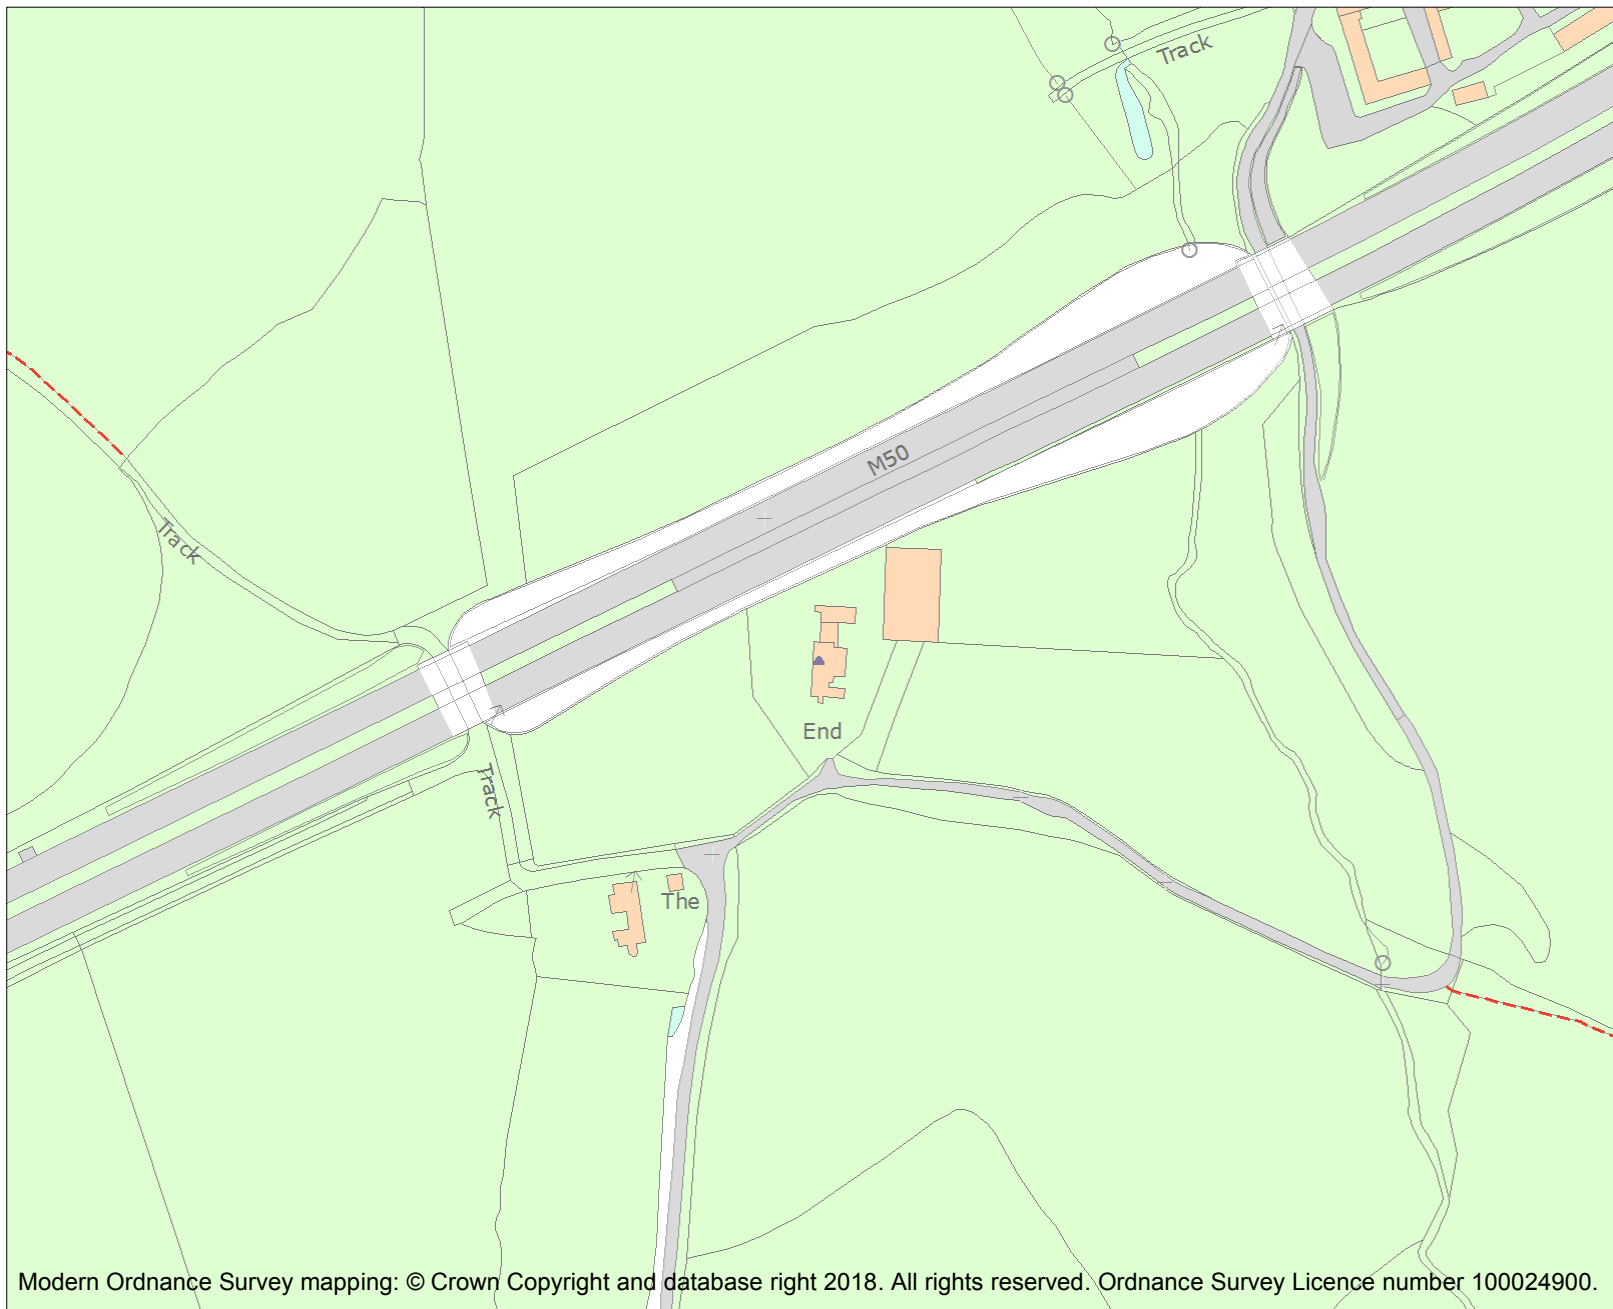 Track
M50
Track
End
Track
The
Modern Ordnance Survey mapping: © Crown Copyright and database right 2018. All rights reserved. Ordnance Survey Licence number 100024900.